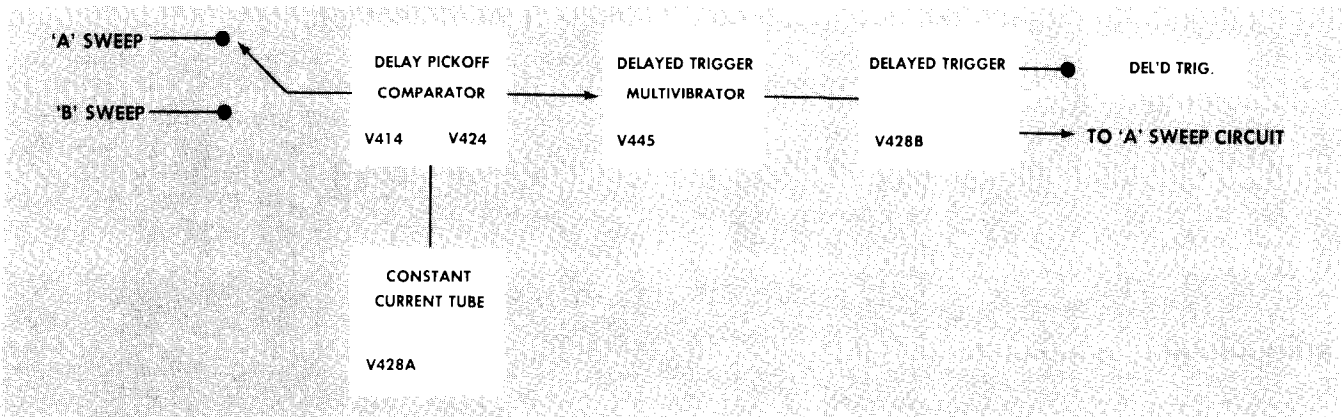 'A' SWEEP
'B' SWEEP
DELAY PICKOFF
COMPARATOR
V414 V424
DELAYED TRIGGER
MULTIVIBRATOR
V445
DELAYED TRIGGER
V428B
DEL'D TRIG.
TO 'A' SWEEP CIRCUIT
CONSTANT
CURRENT TUBE
V428A